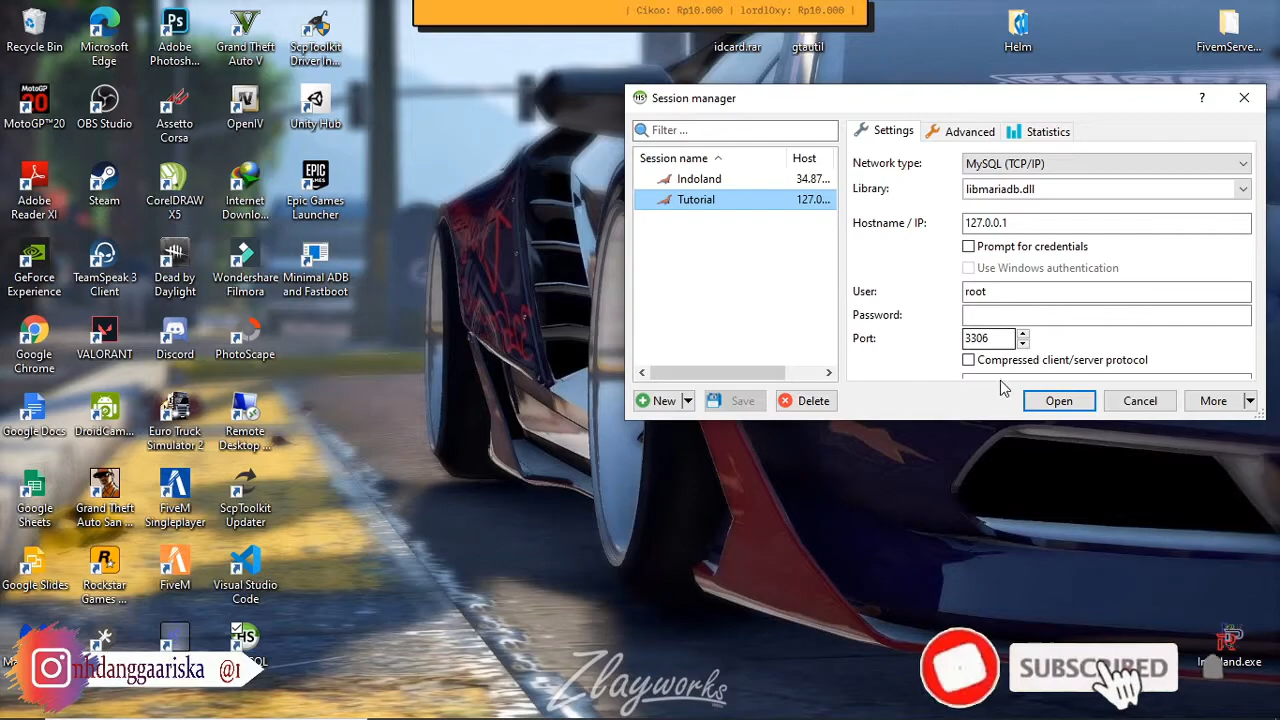 | Cikoo: Rp10.000 | lordlOxy: Rp10.000 |
Recycle Bin
Microsoft
Edge
Adobe
Photosh...
Grand Theft
Auto V
ScpToolkit
Driver In...
idcard.rar
gtautil
Helm
FivemServe...
MotoGP™20
OBS Studio
Assetto
Corsa
OpenIV
Unity Hub
Adobe
Reader XI
Steam
CorelDRAW
X5
Internet
Downlo...
Epic Games
Launcher
GeForce
Experience
TeamSpeak 3
Client
Dead by
Daylight
Wondershare
Filmora
Minimal ADB
and Fastboot
Google
Chrome
VALORANT
Discord
PhotoScape
Google Docs
DroidCam...
Euro Truck
Simulator 2
Remote
Desktop ...
Google
Sheets
Grand Theft
Auto San ...
FiveM
Singleplayer
ScpToolkit
Updater
Google Slides
Rockstar
Games ...
FiveM
Visual Studio
Code
Session manager
Filter ...
Session name
Host
Indoland
34.87...
Tutorial
127.0...
New
Save
Delete
Settings
Advanced
Statistics
Network type:
MySQL (TCP/IP)
Library:
libmariadb.dll
Hostname / IP:
127.0.0.1
Prompt for credentials
Use Windows authentication
User:
root
Password:
Port:
3306
Compressed client/server protocol
Open
Cancel
More
mhdanggaariska
Zlayworks
SUBSCRIBED